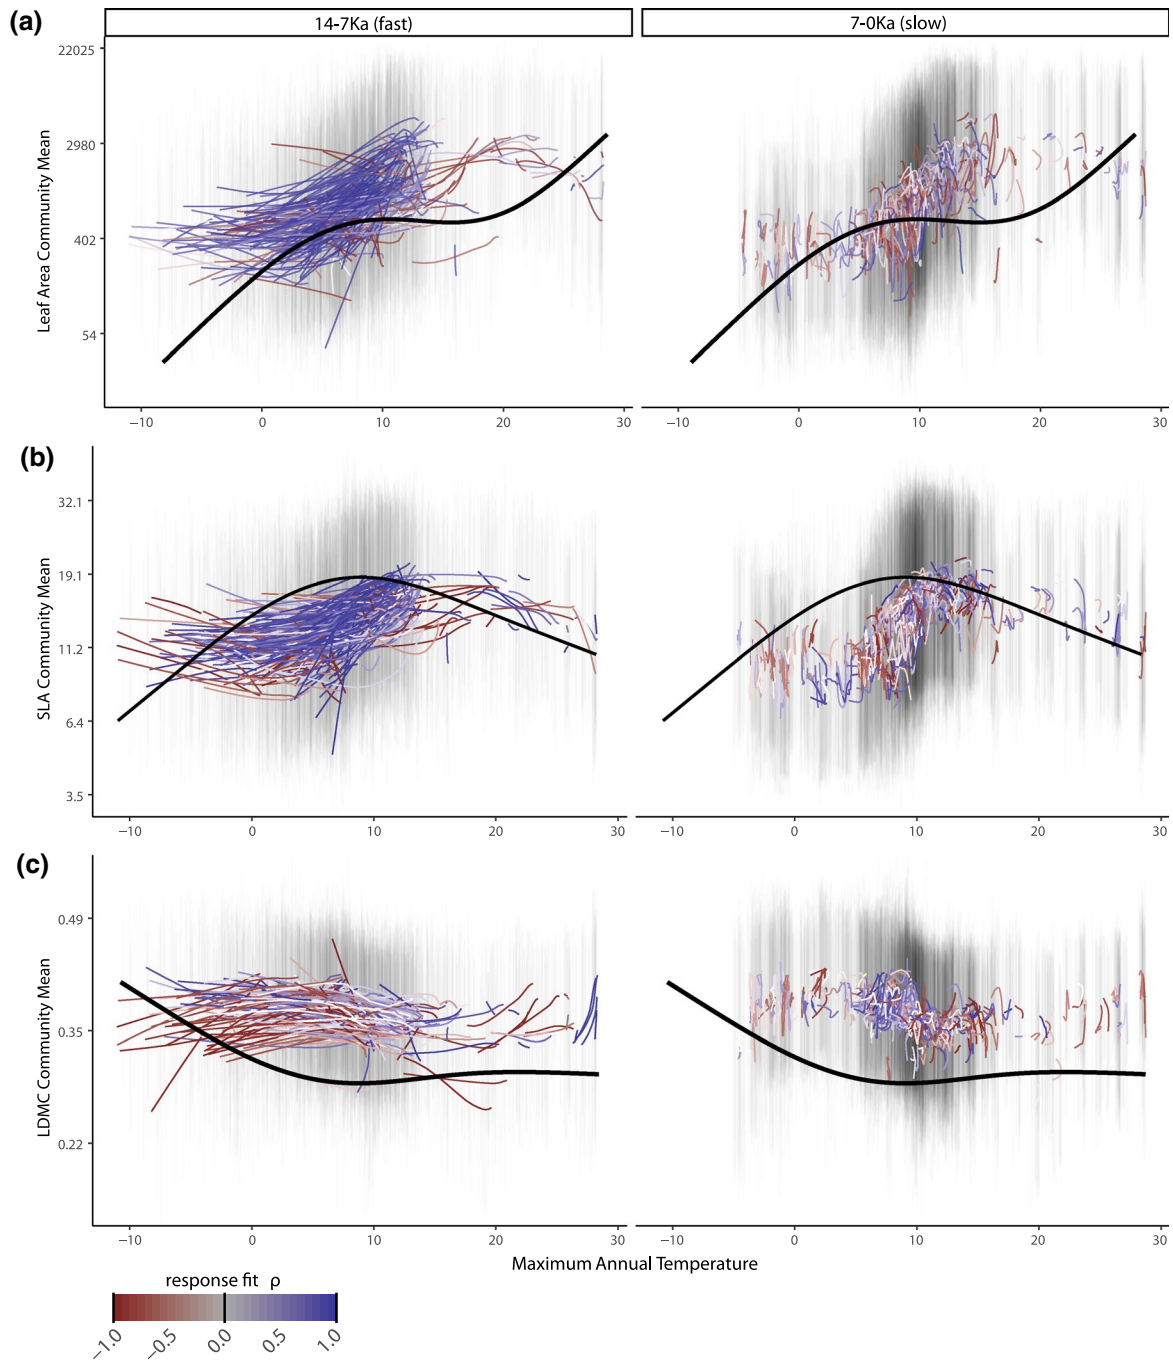 (a)
14-7Ka (fast)
7-0Ka (slow)
Leaf Area Community Mean
22025
2980
402
54
−10 0 10 20 30
−10 0 10 20 30
(b)
SLA Community Mean
32.1
19.1
11.2
6.4
3.5
−10 0 10 20 30
−10 0 10 20 30
(c)
LDMC Community Mean
0.49
0.35
0.22
−10 0 10 20 30
−10 0 10 20 30
Maximum Annual Temperature
response fit ρ
−1.0 −0.5 0.0 0.5 1.0